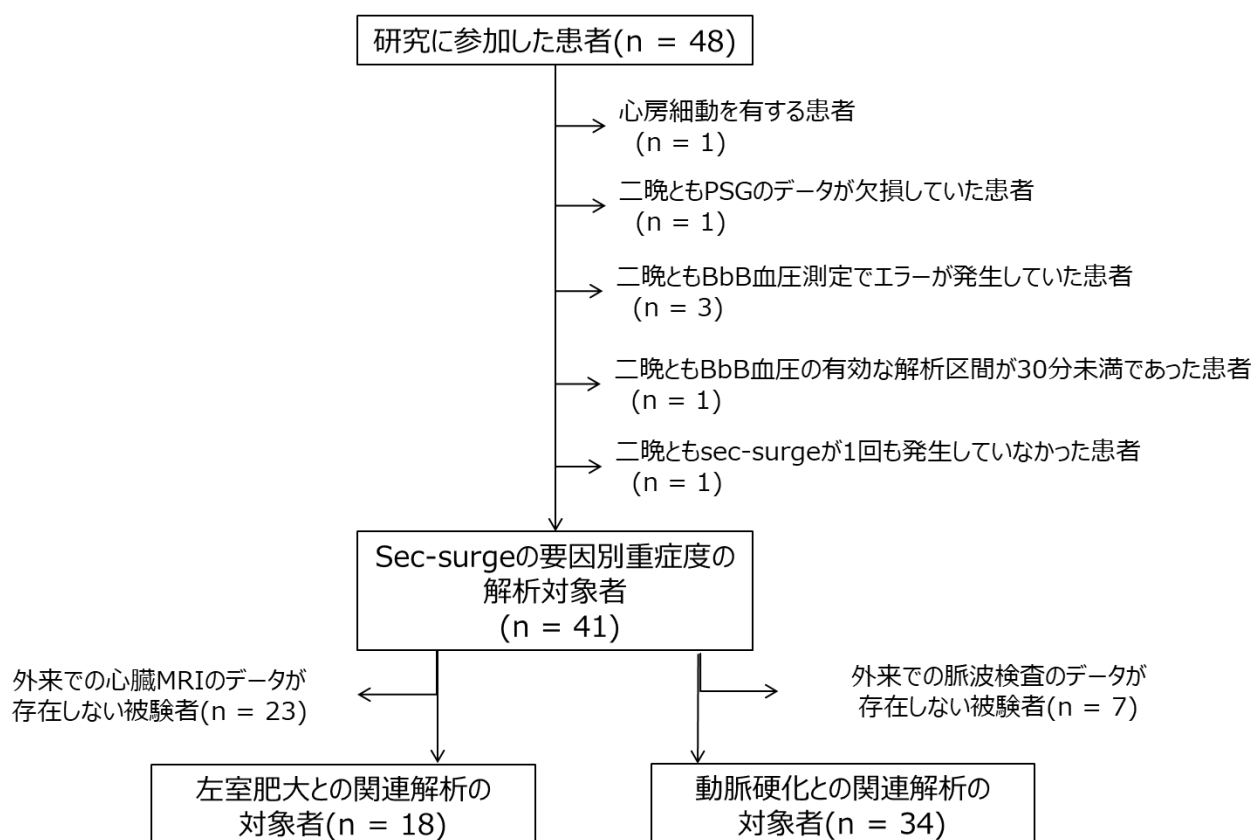 研究に参加した患者(n = 48)
心房細動を有する患者
(n = 1)
二晩ともPSGのデータが欠損していた患者
(n = 1)
二晩ともBbB血圧測定でエラーが発生していた患者
(n = 3)
二晩ともBbB血圧の有効な解析区間が30分未満であった患者
(n = 1)
二晩ともsec-surgeが1回も発生していなかった患者
(n = 1)
Sec-surgeの要因別重症度の
解析対象者
(n = 41)
外来での心臓MRIのデータが
存在しない被験者(n = 23)
外来での脈波検査のデータが
存在しない被験者(n = 7)
左室肥大との関連解析の
対象者(n = 18)
動脈硬化との関連解析の
対象者(n = 34)